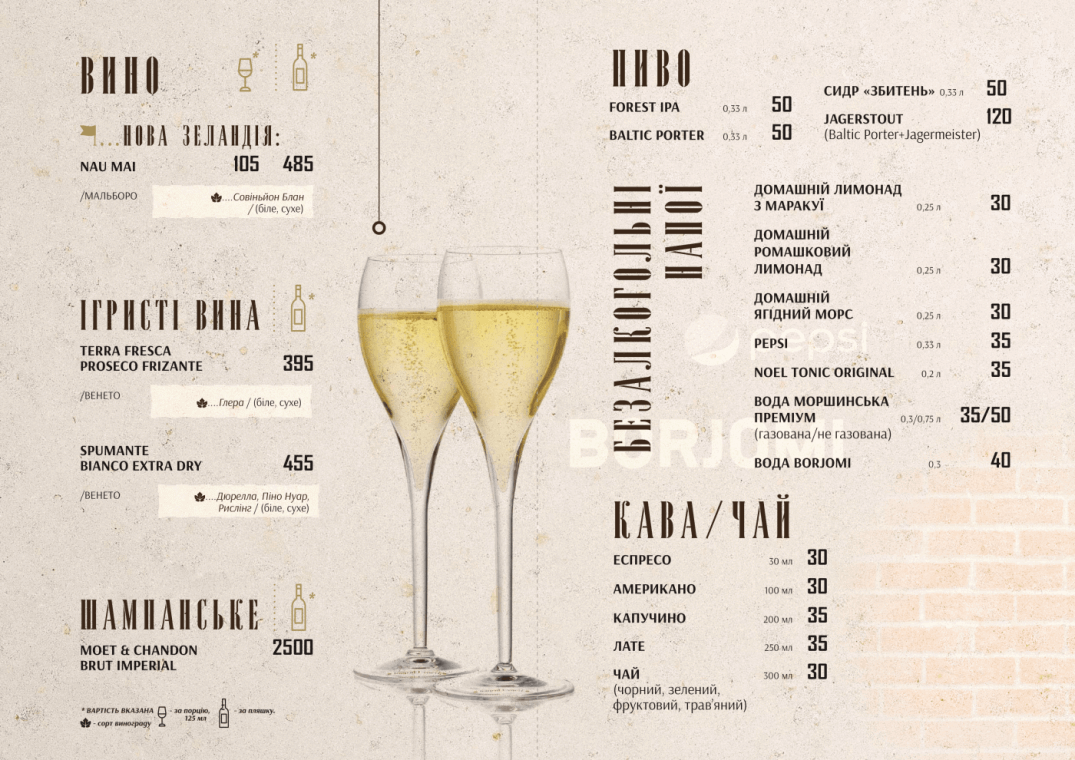 ВИНО
*
*
...НОВА ЗЕЛАНДІЯ:
NAU MAI 105 485
/МАЛЬБОРО
....Совіньйон Блан
/ (біле, сухе)
ІГРИСТІ ВИНА
*
TERRA FRESCA
PROSECO FRIZANTE 395
/ВЕНЕТО
....Глера / (біле, сухе)
SPUMANTE
BIANCO EXTRA DRY 455
/ВЕНЕТО
....Дюрелла, Піно Нуар,
Рислінг / (біле, сухе)
ШАМПАНСЬКЕ
*
MOET & CHANDON 2500
BRUT IMPERIAL
* ВАРТІСТЬ ВКАЗАНА - за порцію, - за пляшку.
125 мл
- сорт винограду
ПИВО
FOREST IPA 0,33 л 50
BALTIC PORTER 0,33 л 50
СИДР «ЗБИТЕНЬ» 0,33 л 50
JAGERSTOUT 120
(Baltic Porter+Jagermeister)
БЕЗАЛКОГОЛЬНІ
НАПОЇ
ДОМАШНІЙ ЛИМОНАД
З МАРАКУЇ 0,25 л 30
ДОМАШНІЙ
РОМАШКОВИЙ
ЛИМОНАД 0,25 л 30
ДОМАШНІЙ
ЯГІДНИЙ МОРС 0,25 л 30
pepsi
PEPSI 0,33 л 35
NOEL TONIC ORIGINAL 0,2 л 35
ВОДА МОРШИНСЬКА
ПРЕМІУМ 0,3/0,75 л 35/50
(газована/не газована)
BORJOMI
ВОДА BORJOMI 0.3 40
КАВА/ЧАЙ
ЕСПРЕСО 30 мл 30
АМЕРИКАНО 100 мл 30
КАПУЧИНО 200 мл 35
ЛАТЕ 250 мл 35
ЧАЙ 300 мл 30
(чорний, зелений,
фруктовий, трав'яний)